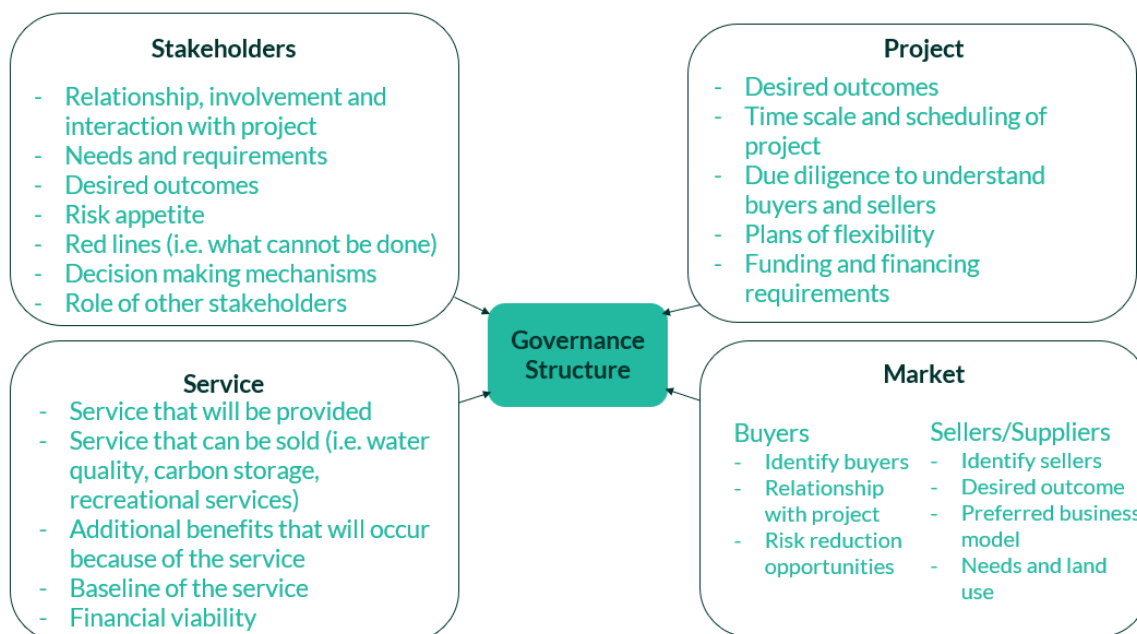 Stakeholders
- Relationship, involvement and
interaction with project
- Needs and requirements
- Desired outcomes
- Risk appetite
- Red lines (i.e. what cannot be done)
- Decision making mechanisms
- Role of other stakeholders
Project
- Desired outcomes
- Time scale and scheduling of
project
- Due diligence to understand
buyers and sellers
- Plans of flexibility
- Funding and financing
requirements
Governance
Structure
Service
- Service that will be provided
- Service that can be sold (i.e. water
quality, carbon storage,
recreational services)
- Additional benefits that will occur
because of the service
- Baseline of the service
- Financial viability
Market
Buyers
- Identify buyers
- Relationship
with project
- Risk reduction
opportunities
Sellers/Suppliers
- Identify sellers
- Desired outcome
- Preferred business
model
- Needs and land
use